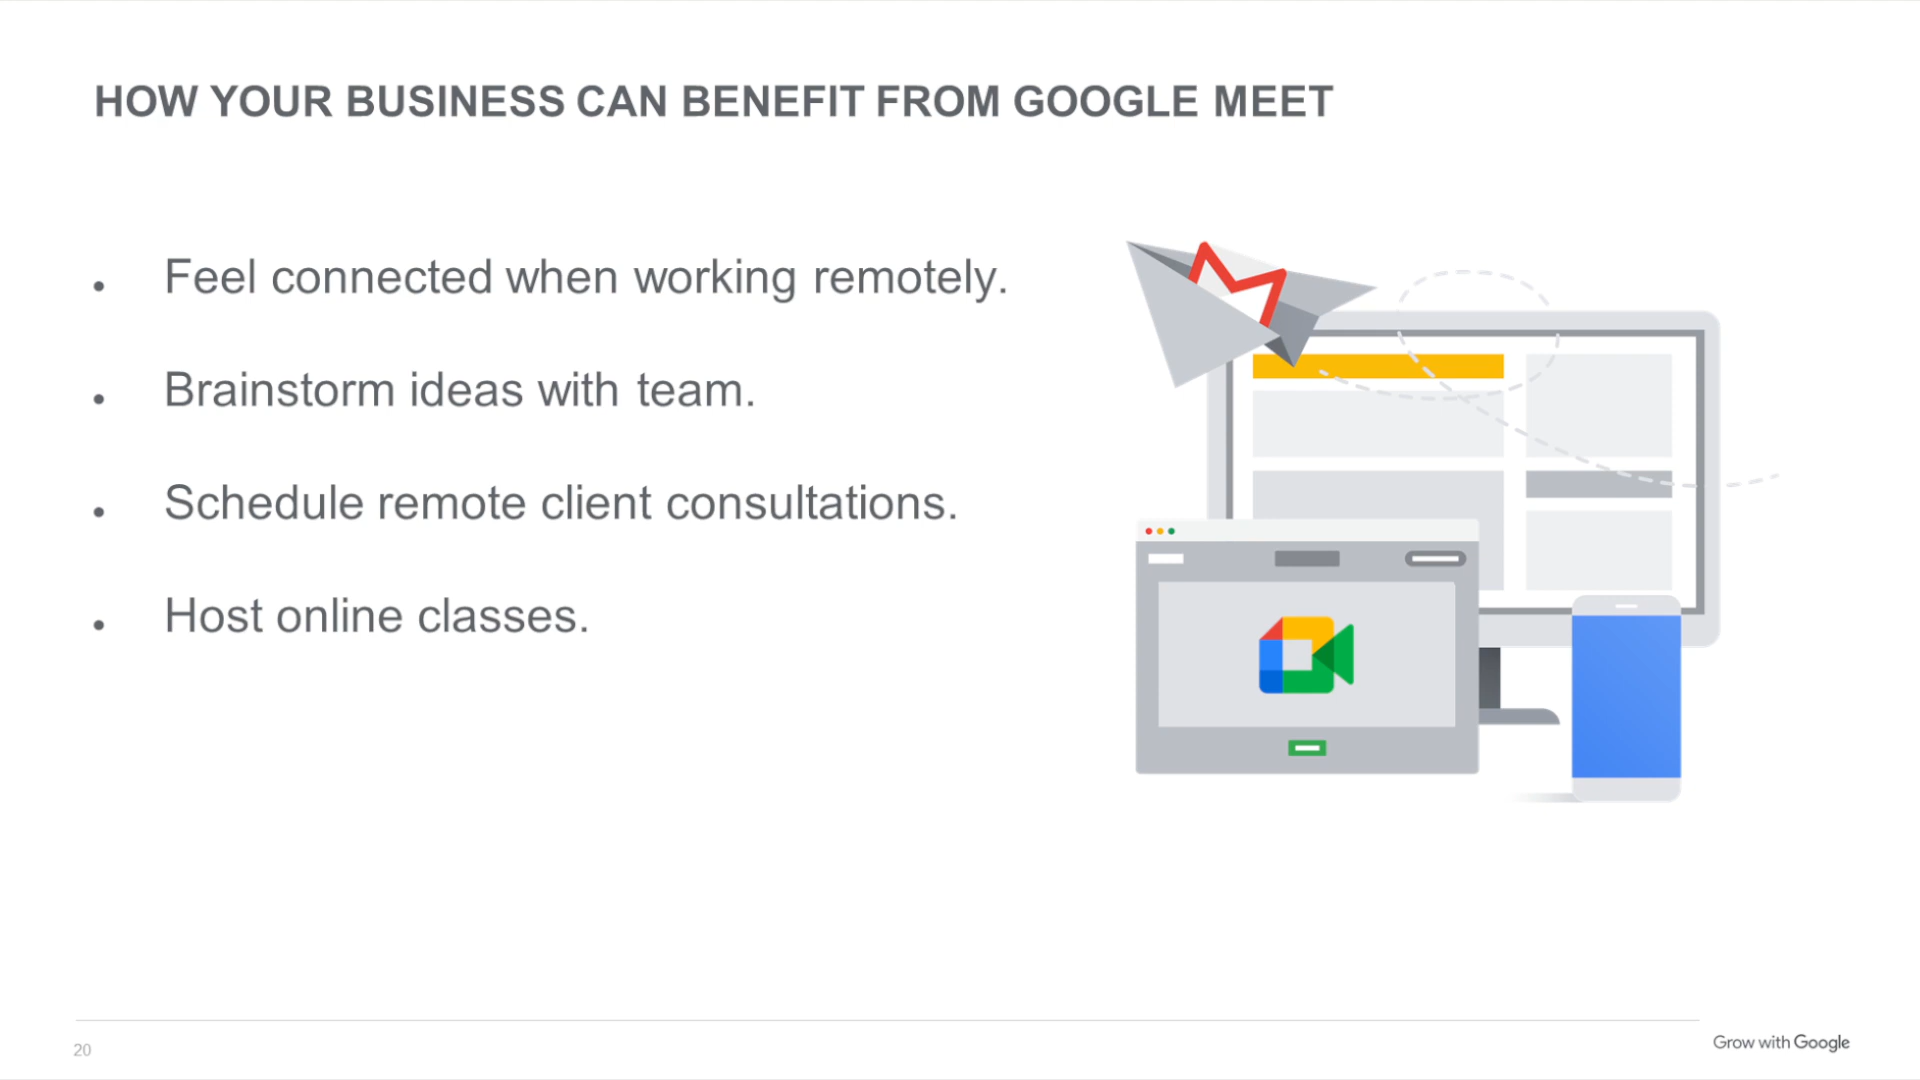 HOW YOUR BUSINESS CAN BENEFIT FROM GOOGLE MEET
• Feel connected when working remotely.
• Brainstorm ideas with team.
• Schedule remote client consultations.
• Host online classes.
20
Grow with Google